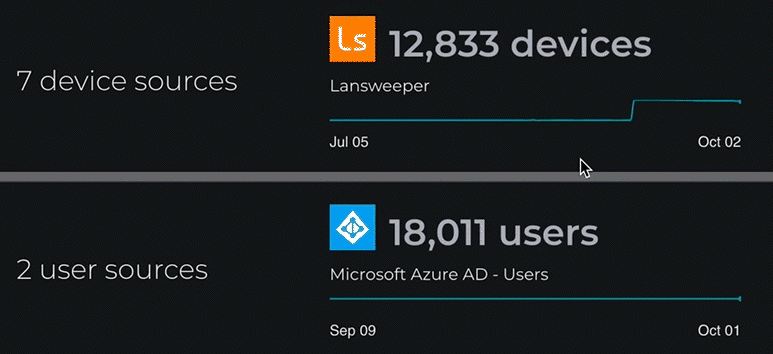 Ls 12,833 devices
7 device sources
Lansweeper
Jul 05 Oct 02
18,011 users
2 user sources
Microsoft Azure AD - Users
Sep 09 Oct 01